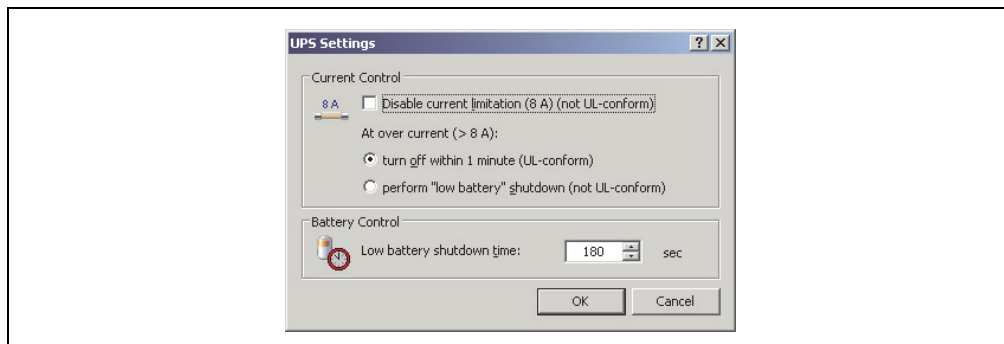 UPS Settings
Current Control
8 A
Disable current limitation (8 A) (not UL-conform)
At over current (> 8 A):
turn off within 1 minute (UL-conform)
perform "low battery" shutdown (not UL-conform)
Battery Control
Low battery shutdown time: 180 sec
OK Cancel